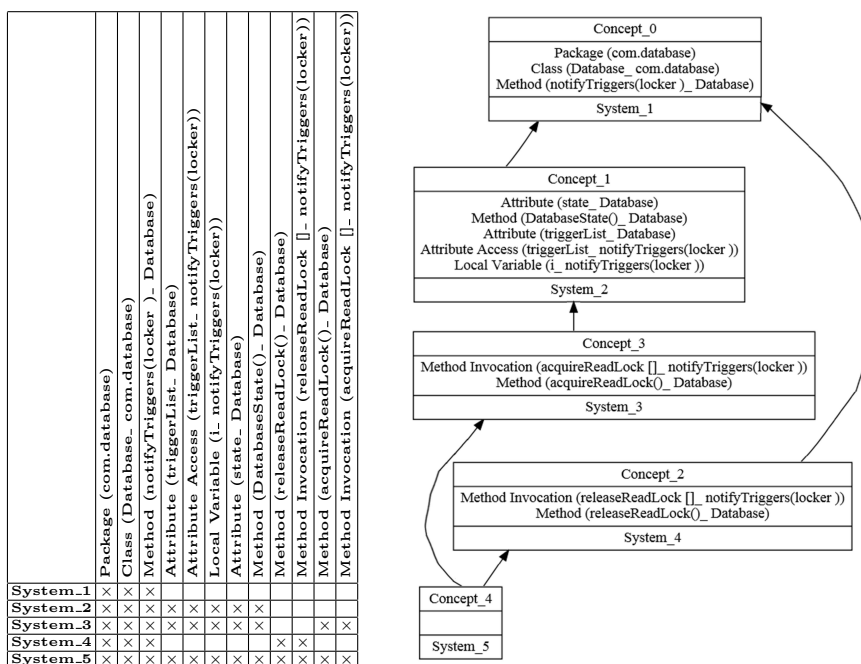 Package (com.database)
Class (Database_ com.database)
Method (notifyTriggers(locker )_ Database)
Attribute (triggerList_ Database)
Attribute Access (triggerList_ notifyTriggers(locker))
Local Variable (i_ notifyTriggers(locker))
Attribute (state_ Database)
Method (DatabaseState()_ Database)
Method (releaseReadLock()_ Database)
Method Invocation (releaseReadLock []_ notifyTriggers(locker))
Method (acquireReadLock()_ Database)
Method Invocation (acquireReadLock []_ notifyTriggers(locker))
System_1 × × ×
System_2 × × × × × × × ×
System_3 × × × × × × × × × ×
System_4 × × × × ×
System_5 × × × × × × × × × × × ×
Concept_0
Package (com.database)
Class (Database_ com.database)
Method (notifyTriggers(locker )_ Database)
System_1
Concept_1
Attribute (state_ Database)
Method (DatabaseState()_ Database)
Attribute (triggerList_ Database)
Attribute Access (triggerList_ notifyTriggers(locker ))
Local Variable (i_ notifyTriggers(locker ))
System_2
Concept_3
Method Invocation (acquireReadLock []_ notifyTriggers(locker ))
Method (acquireReadLock()_ Database)
System_3
Concept_2
Method Invocation (releaseReadLock []_ notifyTriggers(locker ))
Method (releaseReadLock()_ Database)
System_4
Concept_4
System_5